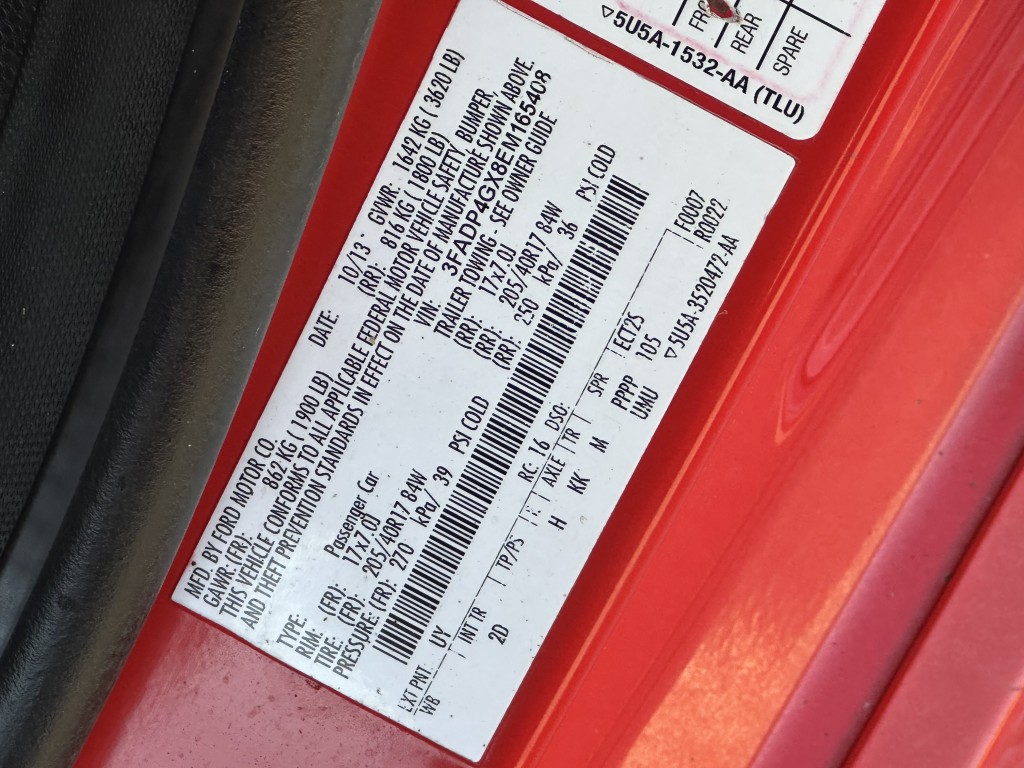 FRO
REAR
SPARE
▽5U5A-1532-AA (TLU)
MFD. BY FORD MOTOR CO.
DATE: 10/13 GVWR: 1642 KG ( 3620 LB)
GAWR: (FR): 862 KG ( 1900 LB) (RR): 816 KG ( 1800 LB)
THIS VEHICLE CONFORMS TO ALL APPLICABLE FEDERAL MOTOR VEHICLE SAFETY, BUMPER,
AND THEFT PREVENTION STANDARDS IN EFFECT ON THE DATE OF MANUFACTURE SHOWN ABOVE.
VIN: 3FADP4GX8EM165408
TYPE: Passenger Car TRAILER TOWING - SEE OWNER GUIDE
RIM- (FR): 17x7.0J (RR): 17x7.0J
TIRE: (FR): 205/40R17 84W (RR): 205/40R17 84W
PRESSURE: (FR): 270 kPa/ 39 PSI COLD (RR): 250 kPa/ 36 PSI COLD
EXT PNT: UY RC: 16 DSO: F0007
WB INT TR TP/PS R AXLE TR SPR EC125 RC022
2D H KK M PPPP 105
UMU ▽5U5A-3520472-AA